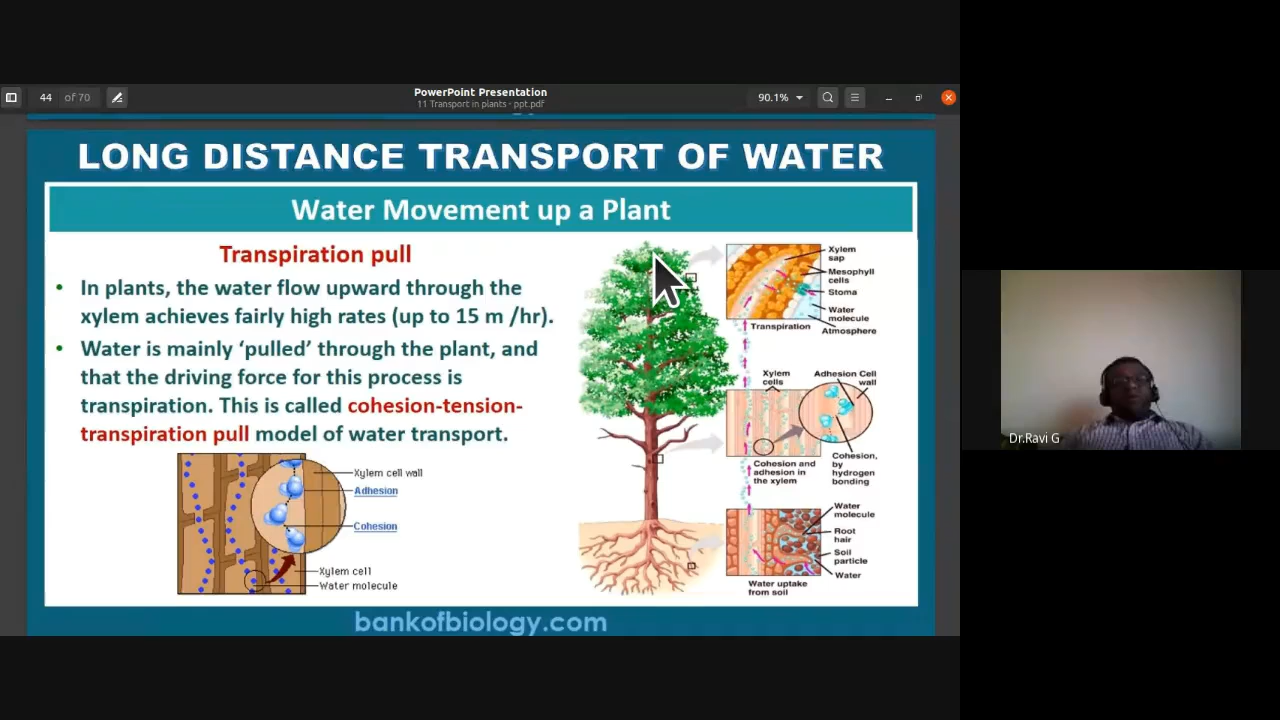 44 of 70
PowerPoint Presentation
11 Transport in plants - ppt.pdf
90.1%
LONG DISTANCE TRANSPORT OF WATER
Water Movement up a Plant
Transpiration pull
• In plants, the water flow upward through the
xylem achieves fairly high rates (up to 15 m /hr).
• Water is mainly ‘pulled’ through the plant, and
that the driving force for this process is
transpiration. This is called cohesion-tension-
transpiration pull model of water transport.
Xylem cell wall
Adhesion
Cohesion
Xylem cell
Water molecule
Xylem
sap
Mesophyll
cells
Stoma
Water
molecule
Transpiration
Atmosphere
Xylem
cells
Adhesion Cell
wall
Cohesion and
adhesion in
the xylem
Cohesion,
by
hydrogen
bonding
Water
molecule
Root
hair
Soil
particle
Water
Water uptake
from soil
bankofbiology.com
Dr.Ravi G